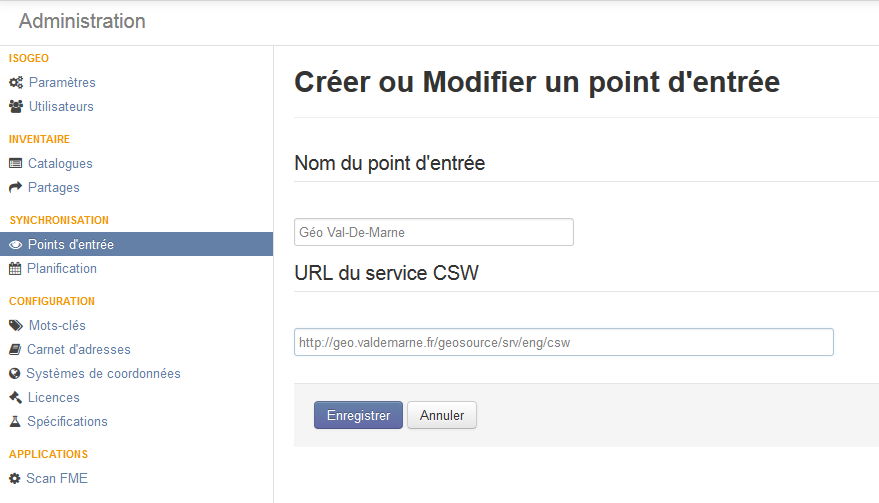 Administration
ISOGEO
Paramètres
Utilisateurs
INVENTAIRE
Catalogues
Partages
SYNCHRONISATION
Points d'entrée
Planification
CONFIGURATION
Mots-clés
Carnet d'adresses
Systèmes de coordonnées
Licences
Spécifications
APPLICATIONS
Scan FME
Créer ou Modifier un point d'entrée
Nom du point d'entrée
Géo Val-De-Marne
URL du service CSW
http://geo.valdemarne.fr/geosource/srv/eng/csw
Enregistrer Annuler